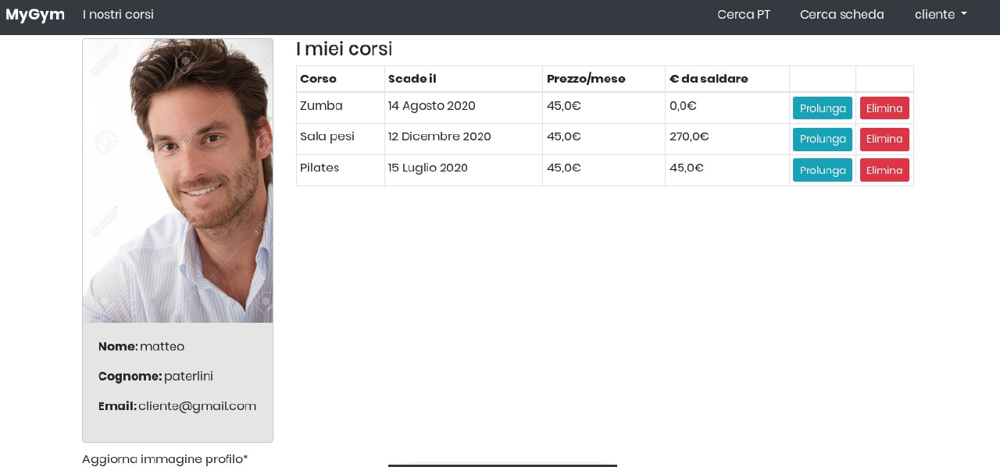 MyGym I nostri corsi Cerca PT Cerca scheda cliente
I miei corsi
Corso Scade il Prezzo/mese € da saldare
Zumba 14 Agosto 2020 45,0€ 0,0€ Prolunga Elimina
Sala pesi 12 Dicembre 2020 45,0€ 270,0€ Prolunga Elimina
Pilates 15 Luglio 2020 45,0€ 45,0€ Prolunga Elimina
Nome: matteo
Cognome: paterlini
Email: cliente@gmail.com
Aggiorna immagine profilo*